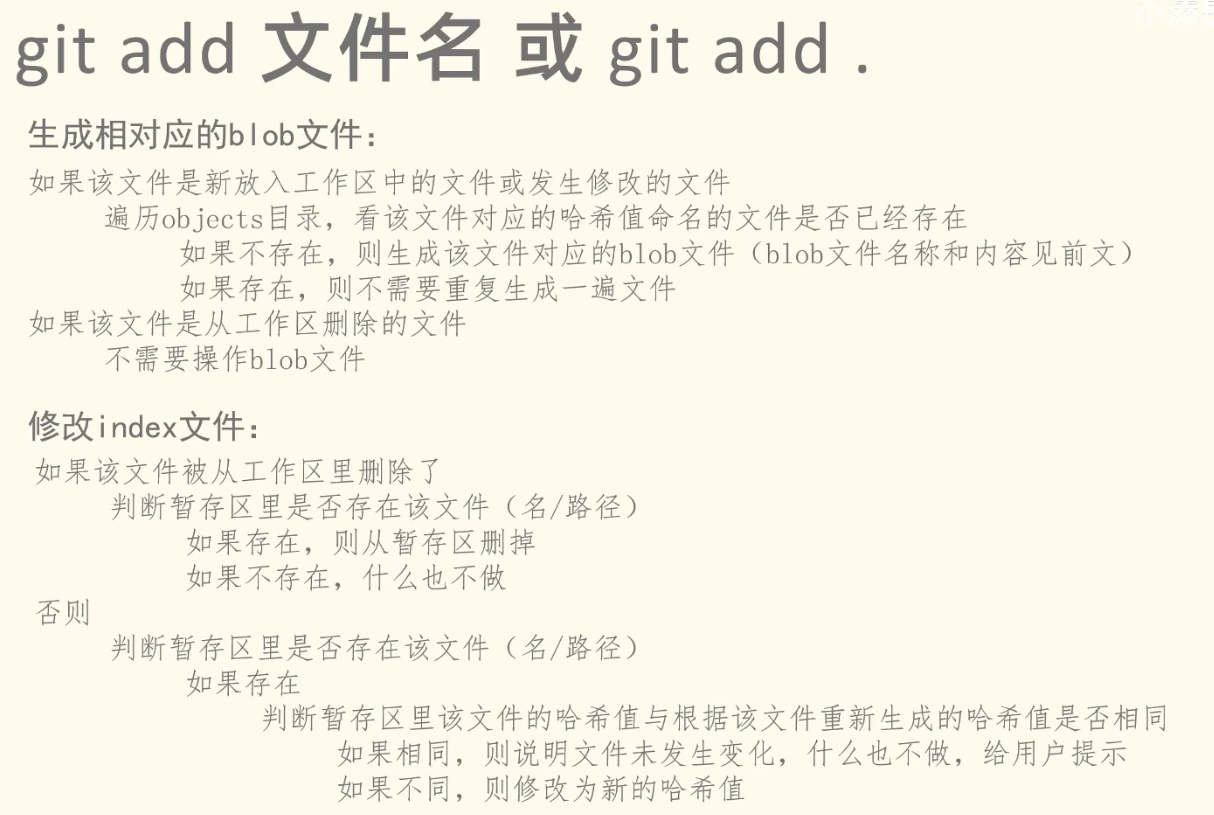 git add 文件名 或 git add .
生成相对应的blob文件:
如果该文件是新放入工作区中的文件或发生修改的文件
遍历objects目录，看该文件对应的哈希值命名的文件是否已经存在
如果不存在，则生成该文件对应的blob文件（blob文件名称和内容见前文）
如果存在，则不需要重复生成一遍文件
如果该文件是从工作区删除的文件
不需要操作blob文件
修改index文件:
如果该文件被从工作区里删除了
判断暂存区里是否存在该文件（名/路径）
如果存在，则从暂存区删掉
如果不存在，什么也不做
否则
判断暂存区里是否存在该文件（名/路径）
如果存在
判断暂存区里该文件的哈希值与根据该文件重新生成的哈希值是否相同
如果相同，则说明文件未发生变化，什么也不做，给用户提示
如果不同，则修改为新的哈希值